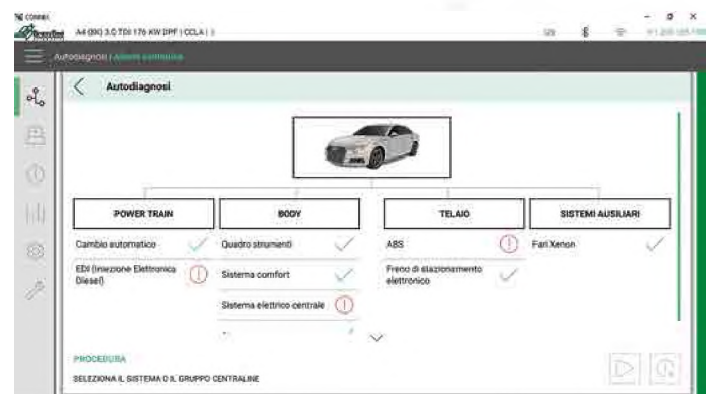 A4 (8K) 3.0 TDI 176 KW DPF | CCLA | |
Autodiagnosi |
Autodiagnosi
POWER TRAIN
BODY
TELAIO
SISTEMI AUSILIARI
Cambio automatico
Quadro strumenti
ABS
Fari Xenon
EDI (Iniezione Elettronica
Diesel)
Sistema comfort
Freno di stazionamento
elettronico
Sistema elettrico centrale
PROCEDURA
SELEZIONA IL SISTEMA O IL GRUPPO CENTRALINE